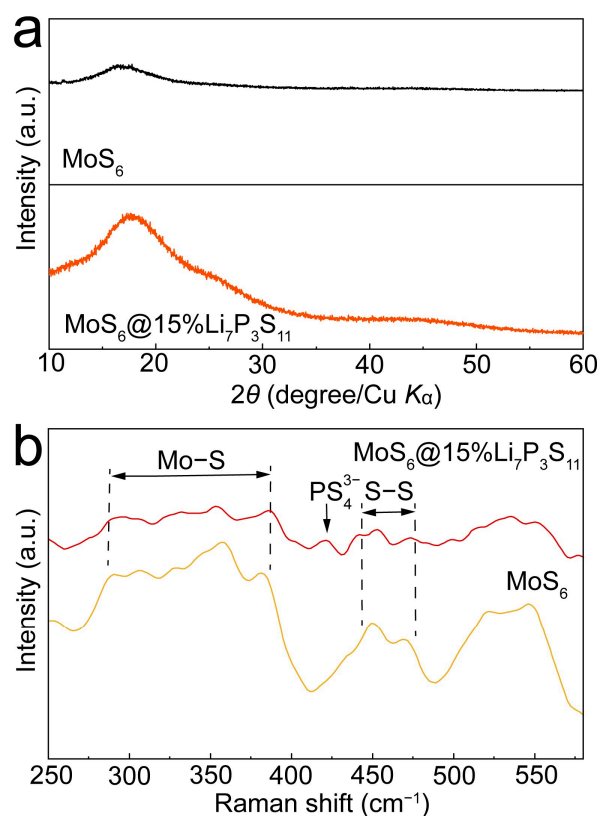 a
Intensity (a.u.)
MoS₆
MoS₆@15%Li₇P₃S₁₁
10 20 30 40 50 60
2θ (degree/Cu Kα)
b
Mo−S
MoS₆@15%Li₇P₃S₁₁
PS₄³⁻ S−S
Intensity (a.u.)
MoS₆
250 300 350 400 450 500 550
Raman shift (cm⁻¹)